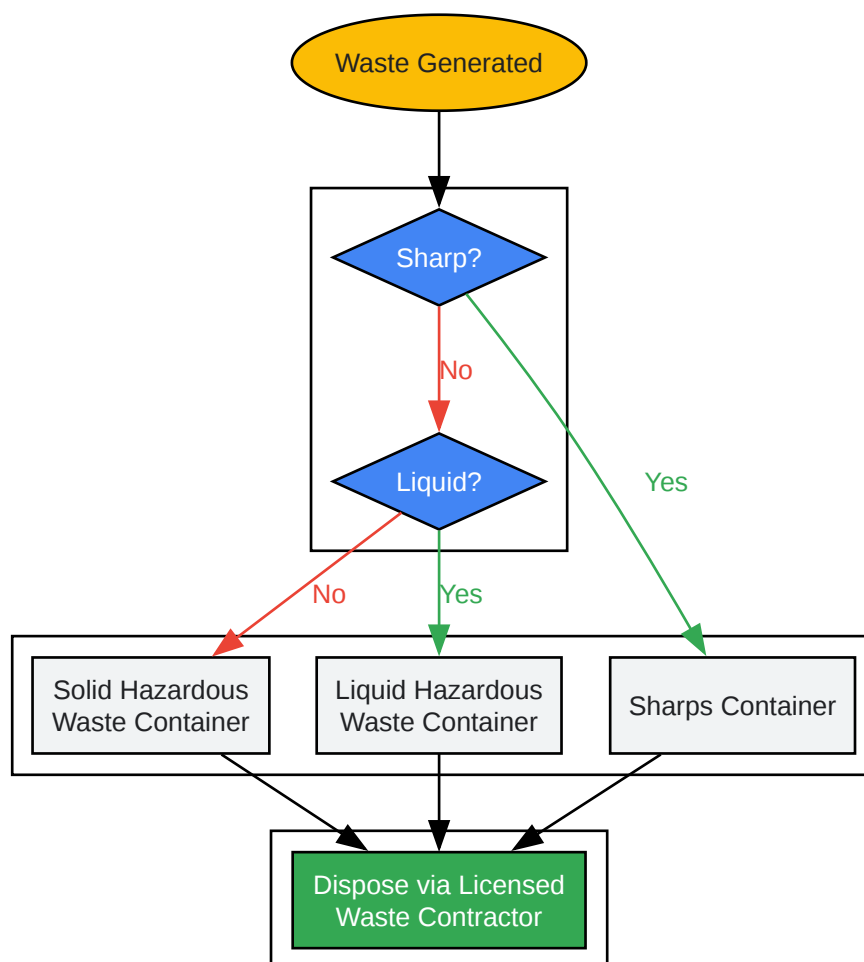 Waste Generated
Sharp?
No
Liquid?
Yes
No
Yes
Solid Hazardous
Waste Container
Liquid Hazardous
Waste Container
Sharps Container
Dispose via Licensed
Waste Contractor